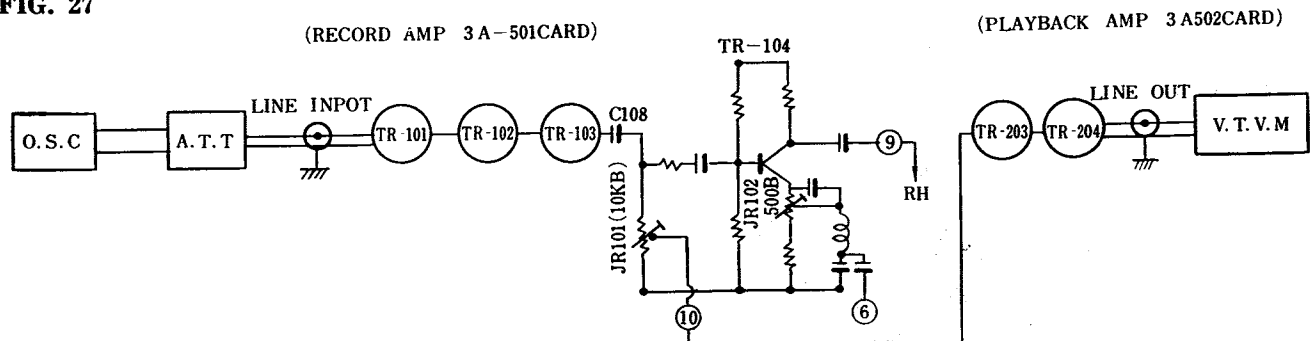 FIG. 27
(RECORD AMP 3A-501CARD)
(PLAYBACK AMP 3A502CARD)
TR-104
O.S.C
A.T.T
LINE INPOT
TR-101
TR-102
TR-103
C108
JR101(10KB)
JR102
500B
9
RH
10
6
TR-203
TR-204
LINE OUT
V.T.V.M